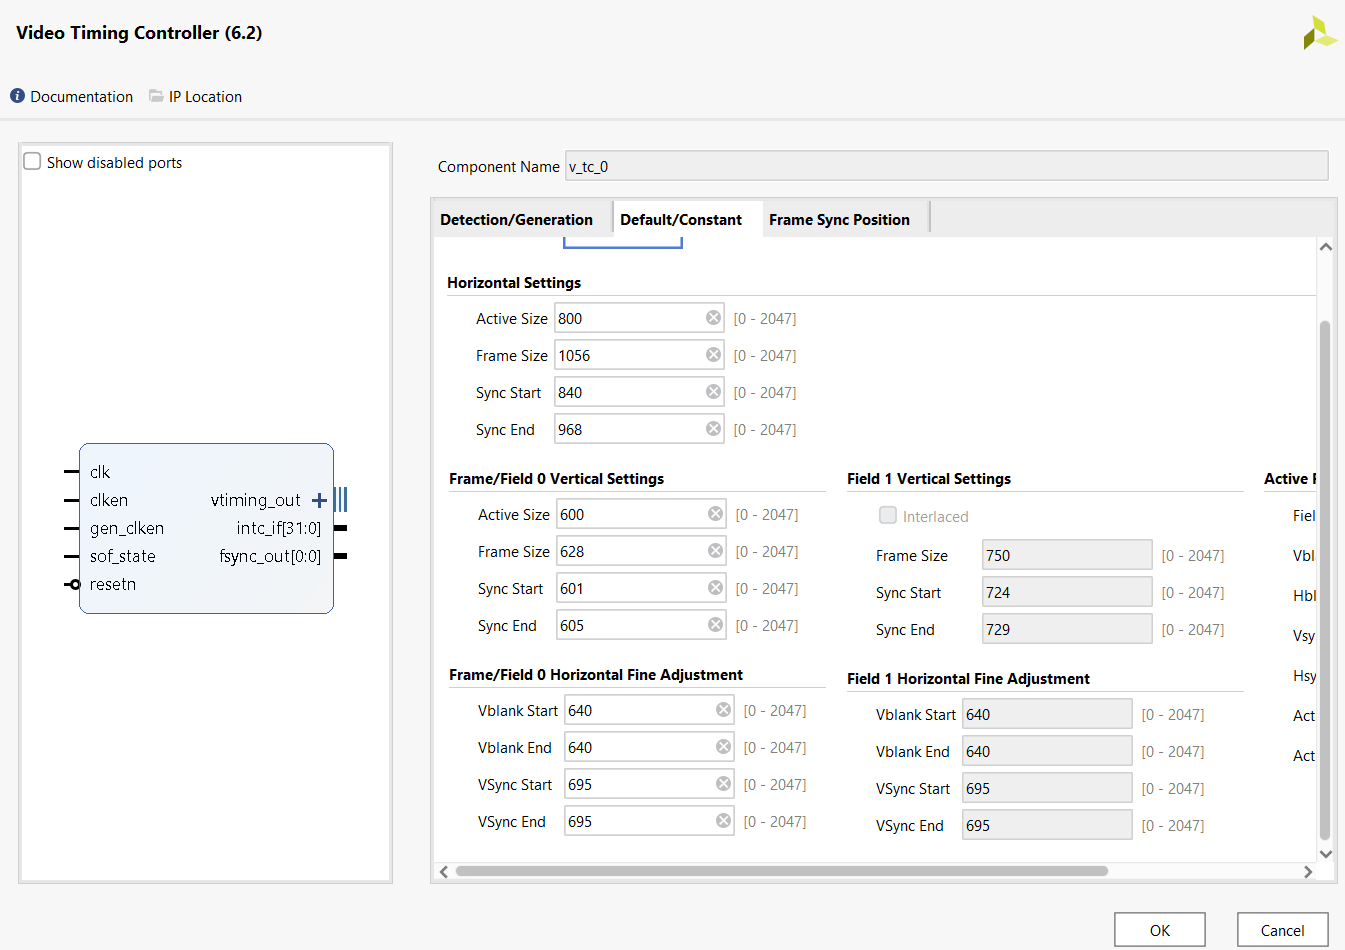 Video Timing Controller (6.2)
Documentation IP Location
Show disabled ports
clk
clken
gen_clken
sof_state
resetn
vtiming_out
intc_if[31:0]
fsync_out[0:0]
Component Name v_tc_0
Detection/Generation Default/Constant Frame Sync Position
Horizontal Settings
Active Size 800 [0 - 2047]
Frame Size 1056 [0 - 2047]
Sync Start 840 [0 - 2047]
Sync End 968 [0 - 2047]
Frame/Field 0 Vertical Settings
Active Size 600 [0 - 2047]
Frame Size 628 [0 - 2047]
Sync Start 601 [0 - 2047]
Sync End 605 [0 - 2047]
Frame/Field 0 Horizontal Fine Adjustment
Vblank Start 640 [0 - 2047]
Vblank End 640 [0 - 2047]
VSync Start 695 [0 - 2047]
VSync End 695 [0 - 2047]
Field 1 Vertical Settings
Interlaced
Frame Size 750 [0 - 2047]
Sync Start 724 [0 - 2047]
Sync End 729 [0 - 2047]
Field 1 Horizontal Fine Adjustment
Vblank Start 640 [0 - 2047]
Vblank End 640 [0 - 2047]
VSync Start 695 [0 - 2047]
VSync End 695 [0 - 2047]
Active
Fiel
Vbl
Hbl
Vsy
Hsy
Act
Act
OK Cancel